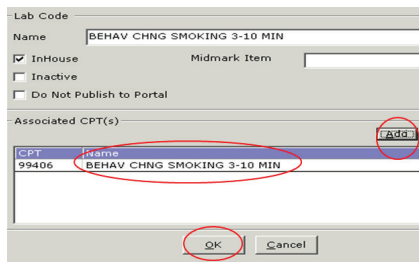 Lab Code
Name BEHAV CHNG SMOKING 3-10 MIN
InHouse Midmark Item
Inactive
Do Not Publish to Portal
Associated CPT(s)
Add
CPT Name
99406 BEHAV CHNG SMOKING 3-10 MIN
OK Cancel